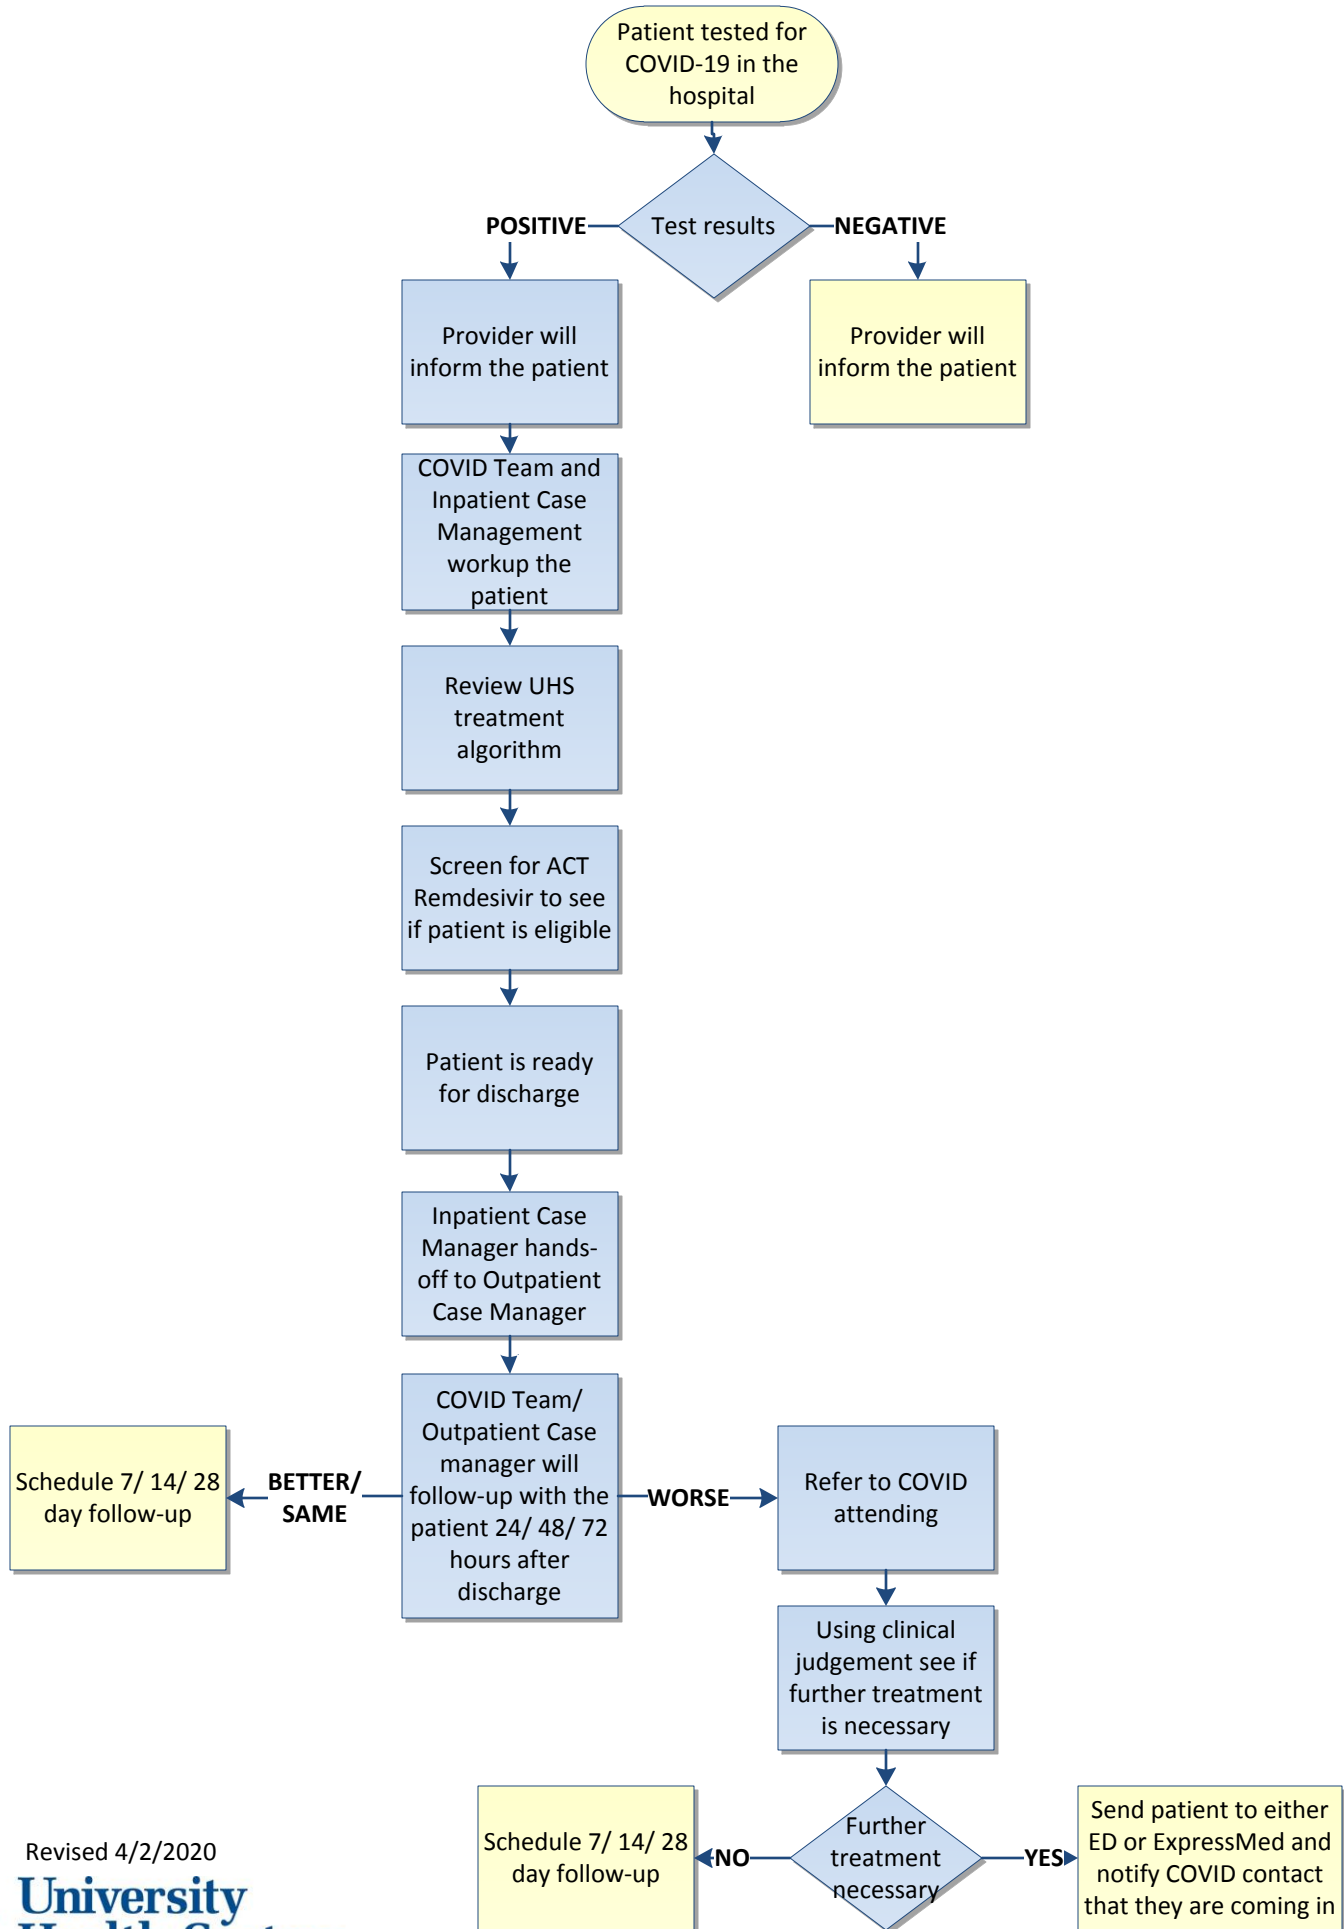 Patient tested for
COVID-19 in the
hospital
Test results
POSITIVE
NEGATIVE
Provider will
inform the patient
Provider will
inform the patient
COVID Team and
Inpatient Case
Management
workup the
patient
Review UHS
treatment
algorithm
Screen for ACT
Remdesivir to see
if patient is eligible
Patient is ready
for discharge
Inpatient Case
Manager hands-
off to Outpatient
Case Manager
COVID Team/
Outpatient Case
manager will
follow-up with the
patient 24/ 48/ 72
hours after
discharge
BETTER/
SAME
Schedule 7/ 14/ 28
day follow-up
WORSE
Refer to COVID
attending
Using clinical
judgement see if
further treatment
is necessary
Further
treatment
necessary
NO
Schedule 7/ 14/ 28
day follow-up
YES
Send patient to either
ED or ExpressMed and
notify COVID contact
that they are coming in
Revised 4/2/2020
University